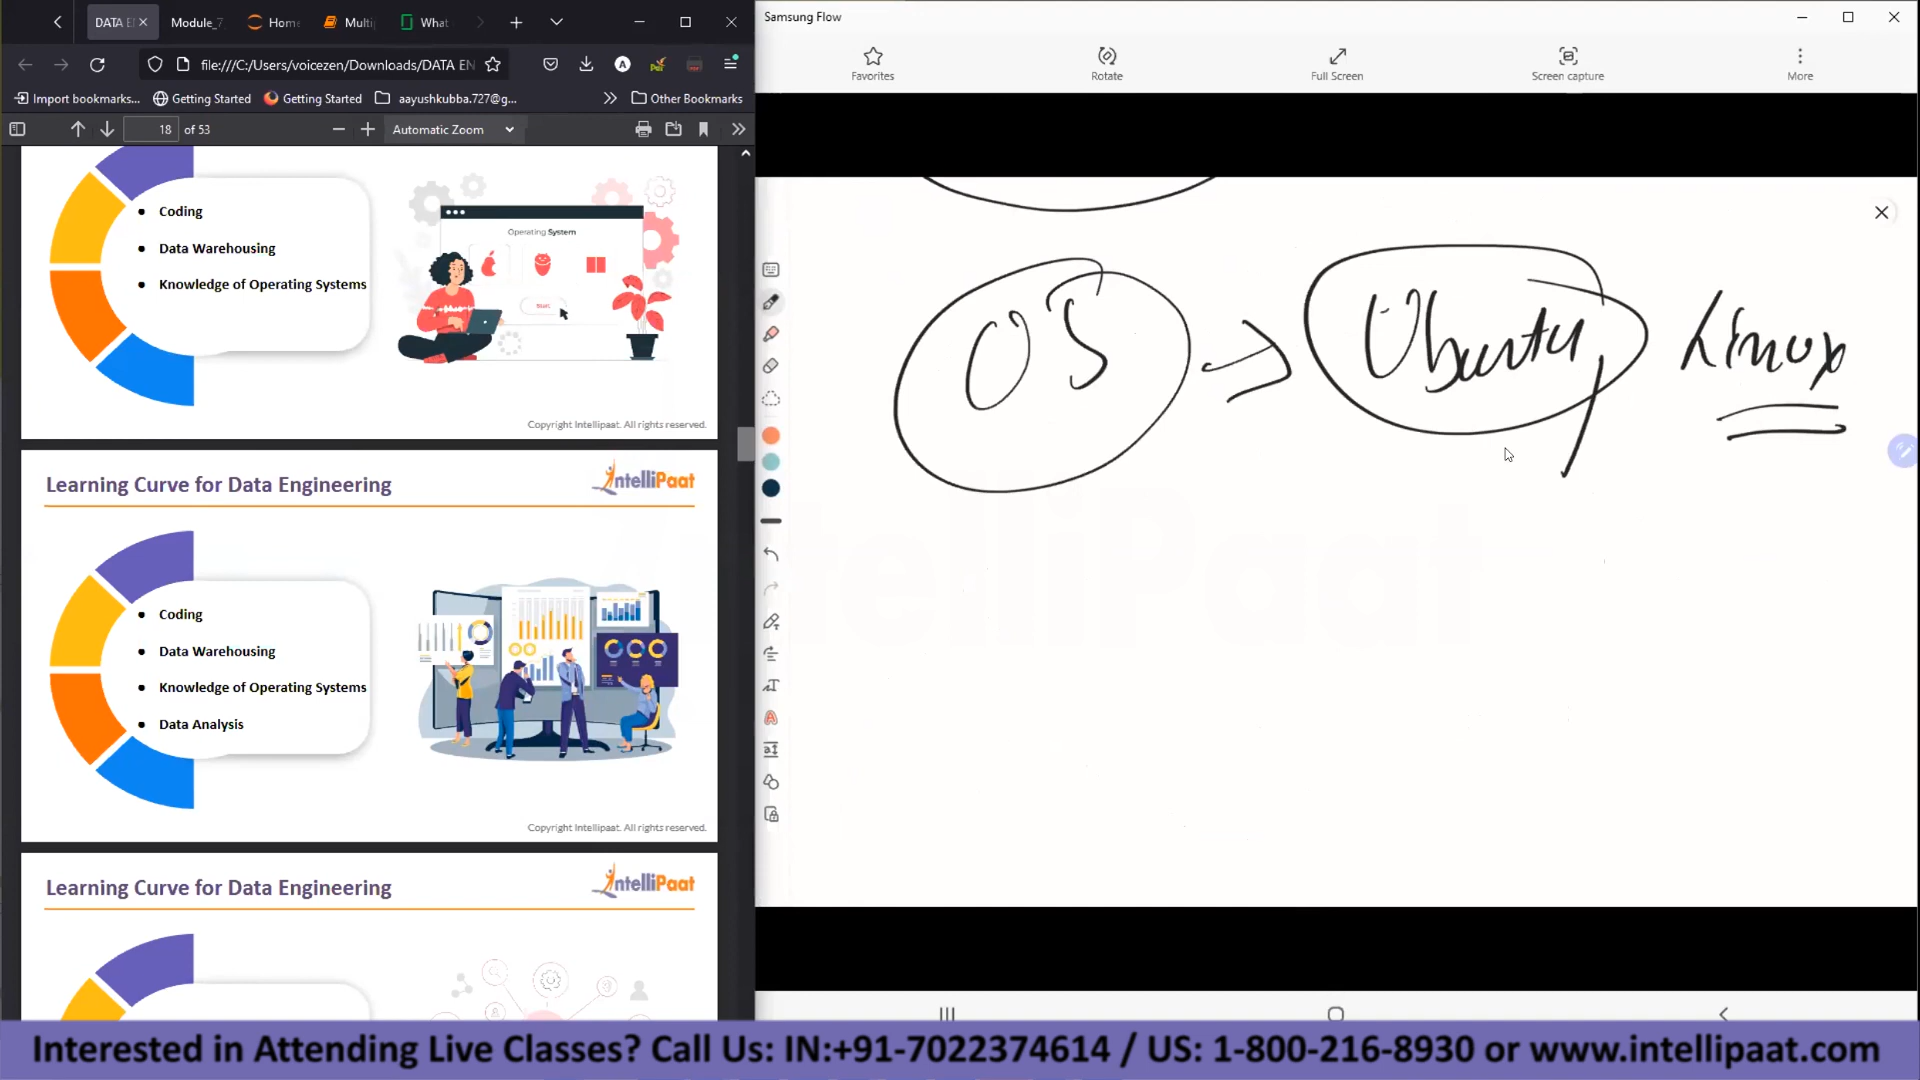 DATA E
Module_7
Home
Multi
What
file:///C:/Users/voicezen/Downloads/DATA EN
Import bookmarks...
Getting Started
Getting Started
aayushkubba.727@g...
Other Bookmarks
18 of 53
Automatic Zoom
Coding
Data Warehousing
Knowledge of Operating Systems
Operating System
Copyright Intellipaat. All rights reserved.
Learning Curve for Data Engineering
IntelliPaat
Coding
Data Warehousing
Knowledge of Operating Systems
Data Analysis
Copyright Intellipaat. All rights reserved.
Learning Curve for Data Engineering
IntelliPaat
Samsung Flow
Favorites
Rotate
Full Screen
Screen capture
More
OS → Ubuntu, Linux
IntelliPaat
Interested in Attending Live Classes? Call Us: IN:+91-7022374614 / US: 1-800-216-8930 or www.intellipaat.com